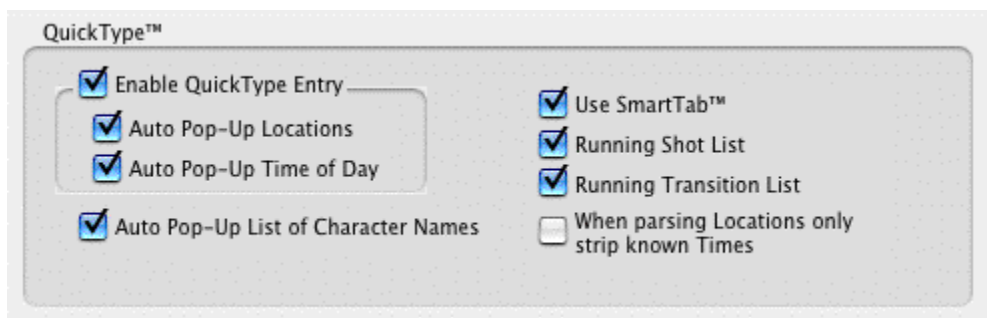 QuickType™
Enable QuickType Entry
Auto Pop-Up Locations
Auto Pop-Up Time of Day
Auto Pop-Up List of Character Names
Use SmartTab™
Running Shot List
Running Transition List
When parsing Locations only
strip known Times